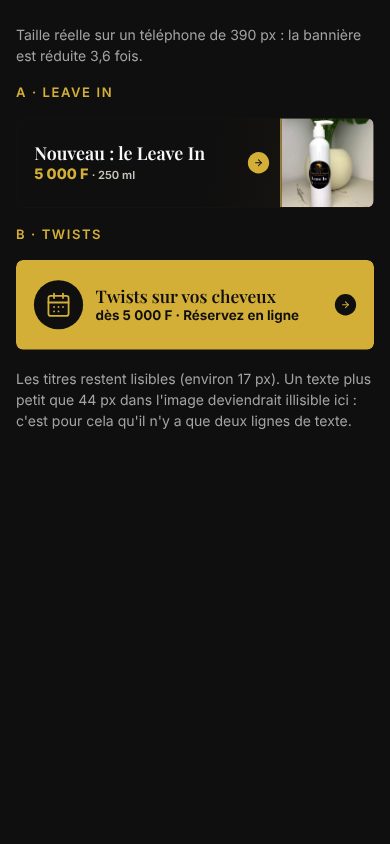 Taille réelle sur un téléphone de 390 px : la bannière
est réduite 3,6 fois.
A · LEAVE IN
Nouveau : le Leave In
5 000 F · 250 ml
B · TWISTS
Twists sur vos cheveux
dès 5 000 F · Réservez en ligne
Les titres restent lisibles (environ 17 px). Un texte plus
petit que 44 px dans l'image deviendrait illisible ici :
c'est pour cela qu'il n'y a que deux lignes de texte.